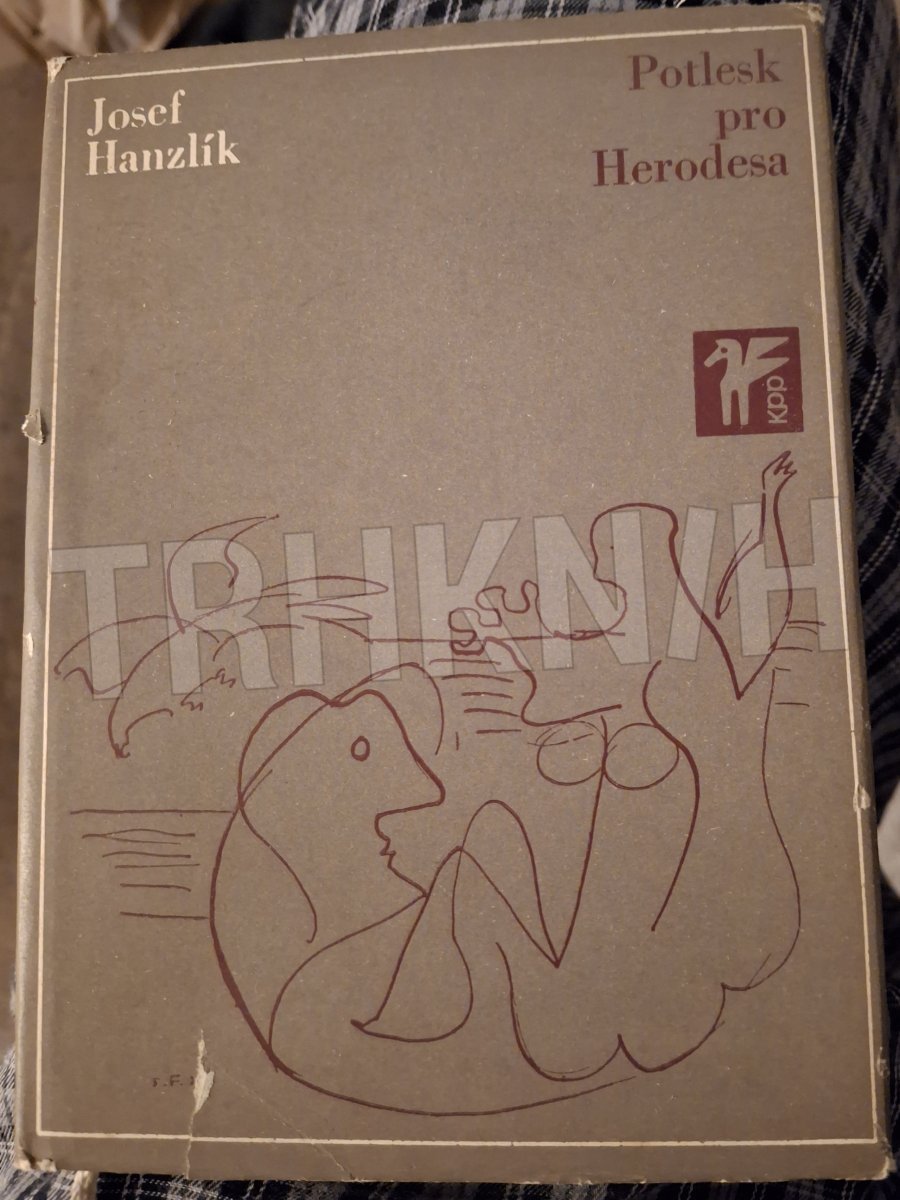 Josef
Hanzlík
Potlesk
pro
Herodesa
kpp
TRHKNIH